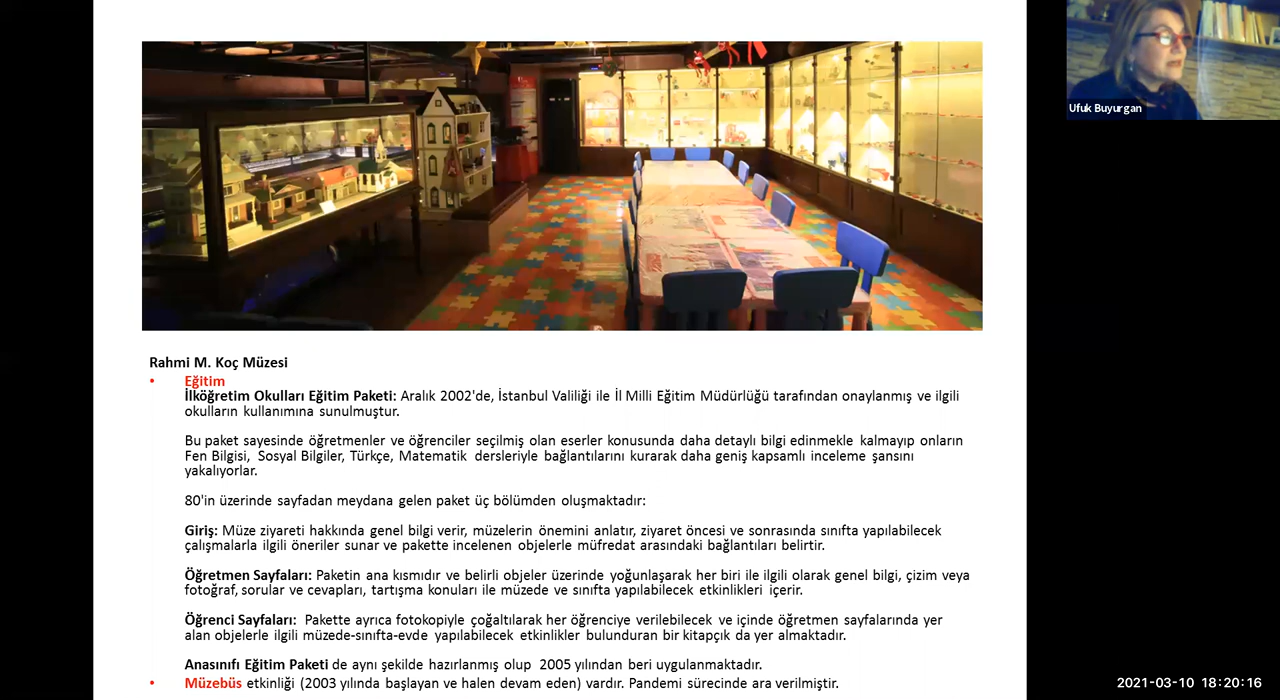 Ufuk Buyurgan
Rahmi M. Koç Müzesi
• Eğitim
İlköğretim Okulları Eğitim Paketi: Aralık 2002'de, İstanbul Valiliği ile İl Milli Eğitim Müdürlüğü tarafından onaylanmış ve ilgili
okulların kullanımına sunulmuştur.
Bu paket sayesinde öğretmenler ve öğrenciler seçilmiş olan eserler konusunda daha detaylı bilgi edinmekle kalmayıp onların
Fen Bilgisi, Sosyal Bilgiler, Türkçe, Matematik dersleriyle bağlantılarını kurarak daha geniş kapsamlı inceleme şansını
yakalıyorlar.
80'in üzerinde sayfadan meydana gelen paket üç bölümden oluşmaktadır:
Giriş: Müze ziyareti hakkında genel bilgi verir, müzelerin önemini anlatır, ziyaret öncesi ve sonrasında sınıfta yapılabilecek
çalışmalarla ilgili öneriler sunar ve pakette incelenen objelerle müfredat arasındaki bağlantıları belirtir.
Öğretmen Sayfaları: Paketin ana kısmıdır ve belirli objeler üzerinde yoğunlaşarak her biri ile ilgili olarak genel bilgi, çizim veya
fotoğraf, sorular ve cevapları, tartışma konuları ile müzede ve sınıfta yapılabilecek etkinlikleri içerir.
Öğrenci Sayfaları: Pakette ayrıca fotokopiyle çoğaltılarak her öğrenciye verilebilecek ve içinde öğretmen sayfalarında yer
alan objelerle ilgili müzede-sınıfta-evde yapılabilecek etkinlikler bulunduran bir kitapçık da yer almaktadır.
Anasınıfı Eğitim Paketi de aynı şekilde hazırlanmış olup 2005 yılından beri uygulanmaktadır.
• Müzebüs etkinliği (2003 yılında başlayan ve halen devam eden) vardır. Pandemi sürecinde ara verilmiştir.
2021-03-10 18:20:16